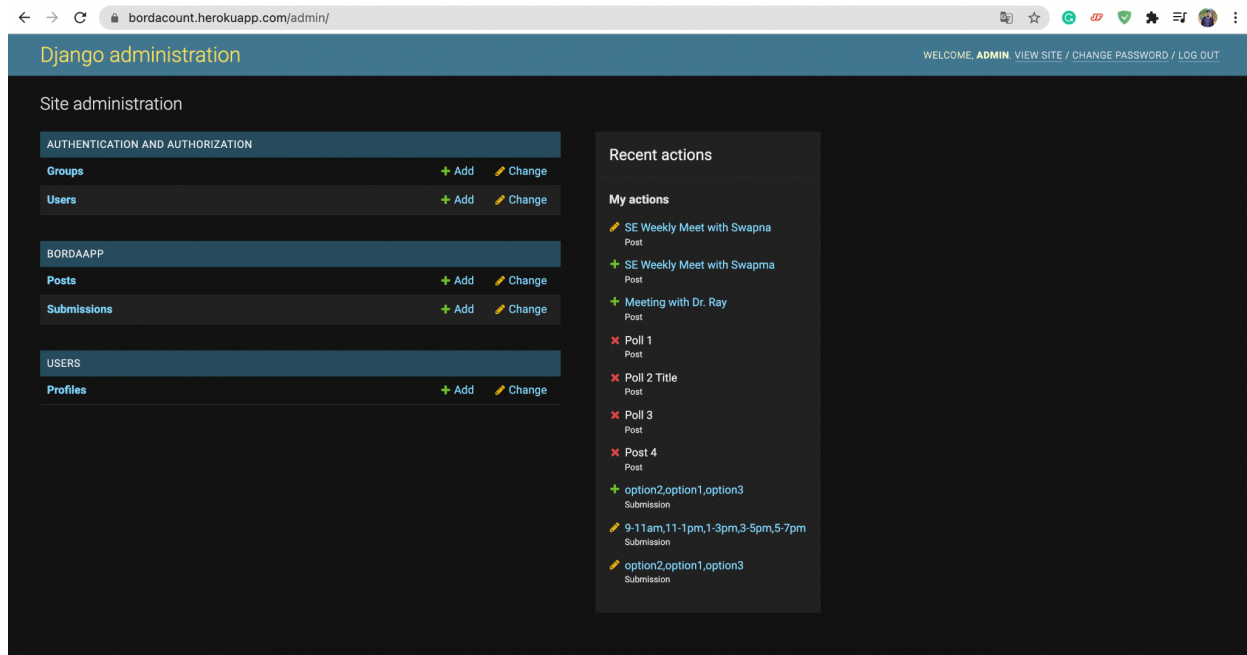 bordacount.herokuapp.com/admin/
Django administration
WELCOME, ADMIN. VIEW SITE / CHANGE PASSWORD / LOG OUT
Site administration
AUTHENTICATION AND AUTHORIZATION
Groups + Add Change
Users + Add Change
BORDAAPP
Posts + Add Change
Submissions + Add Change
USERS
Profiles + Add Change
Recent actions
My actions
SE Weekly Meet with Swapna
Post
SE Weekly Meet with Swapma
Post
Meeting with Dr. Ray
Post
Poll 1
Post
Poll 2 Title
Post
Poll 3
Post
Post 4
Post
option2,option1,option3
Submission
9-11am,11-1pm,1-3pm,3-5pm,5-7pm
Submission
option2,option1,option3
Submission